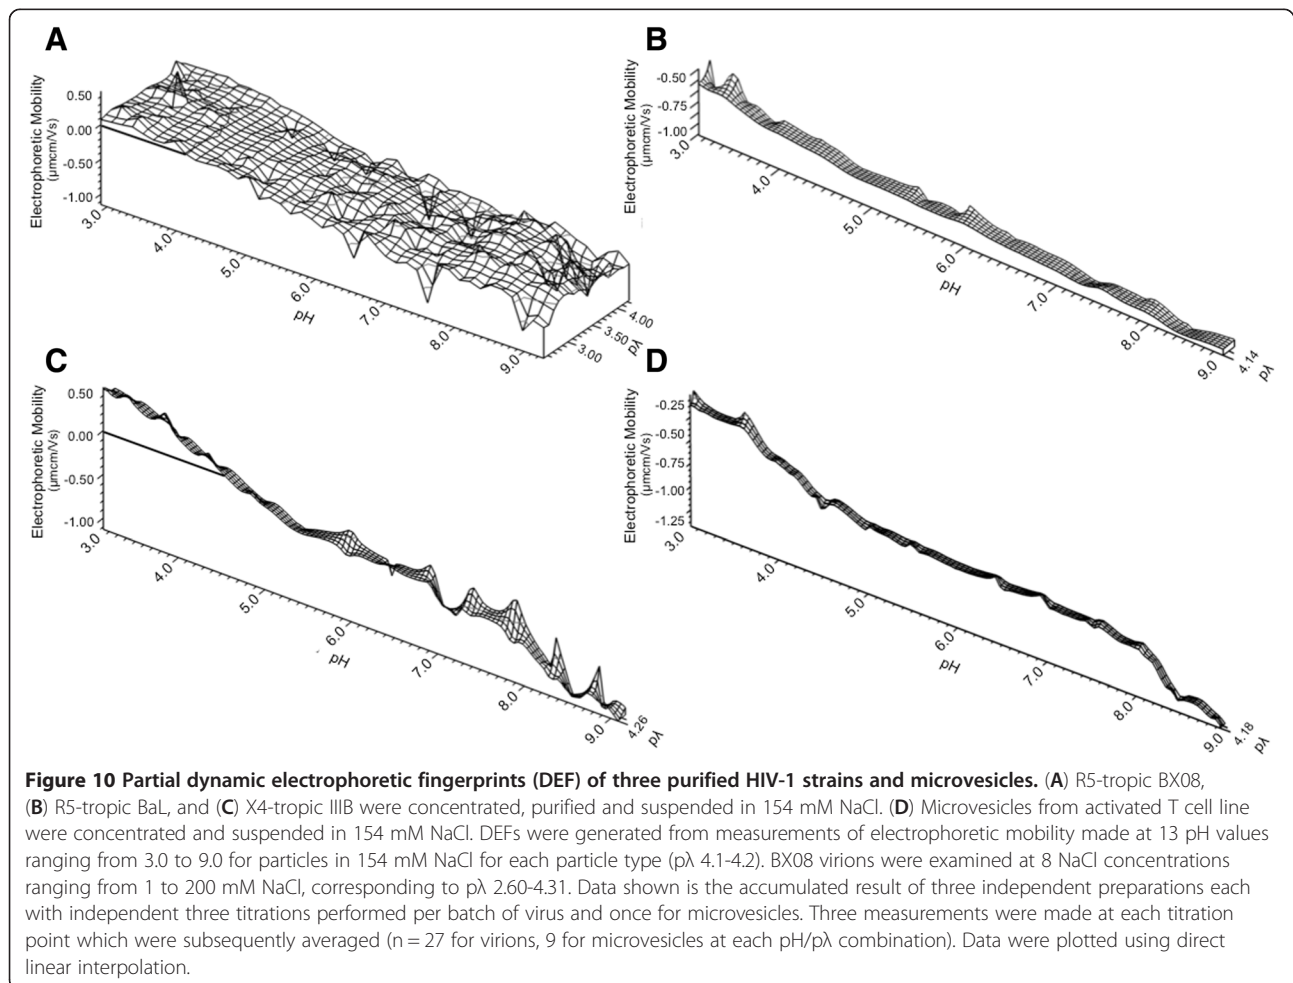 A
Electrophoretic Mobility
(µmcm/Vs)
0.50
0.00
-0.50
-1.00
3.0
4.0
5.0
6.0
7.0
8.0
9.0
pH
3.00
3.50
4.00
pλ
B
Electrophoretic Mobility
(µmcm/Vs)
-0.50
-0.75
-1.00
3.0
4.0
5.0
6.0
7.0
8.0
9.0
pH
4.14
pλ
C
Electrophoretic Mobility
(µmcm/Vs)
0.50
0.00
-0.50
-1.00
3.0
4.0
5.0
6.0
7.0
8.0
9.0
pH
4.26
pλ
D
Electrophoretic Mobility
(µmcm/Vs)
-0.25
-0.50
-0.75
-1.00
-1.25
3.0
4.0
5.0
6.0
7.0
8.0
9.0
pH
4.18
pλ
Figure 10 Partial dynamic electrophoretic fingerprints (DEF) of three purified HIV-1 strains and microvesicles. (A) R5-tropic BX08,
(B) R5-tropic BaL, and (C) X4-tropic IIIB were concentrated, purified and suspended in 154 mM NaCl. (D) Microvesicles from activated T cell line
were concentrated and suspended in 154 mM NaCl. DEFs were generated from measurements of electrophoretic mobility made at 13 pH values
ranging from 3.0 to 9.0 for particles in 154 mM NaCl for each particle type (pλ 4.1-4.2). BX08 virions were examined at 8 NaCl concentrations
ranging from 1 to 200 mM NaCl, corresponding to pλ 2.60-4.31. Data shown is the accumulated result of three independent preparations each
with independent three titrations performed per batch of virus and once for microvesicles. Three measurements were made at each titration
point which were subsequently averaged (n = 27 for virions, 9 for microvesicles at each pH/pλ combination). Data were plotted using direct
linear interpolation.